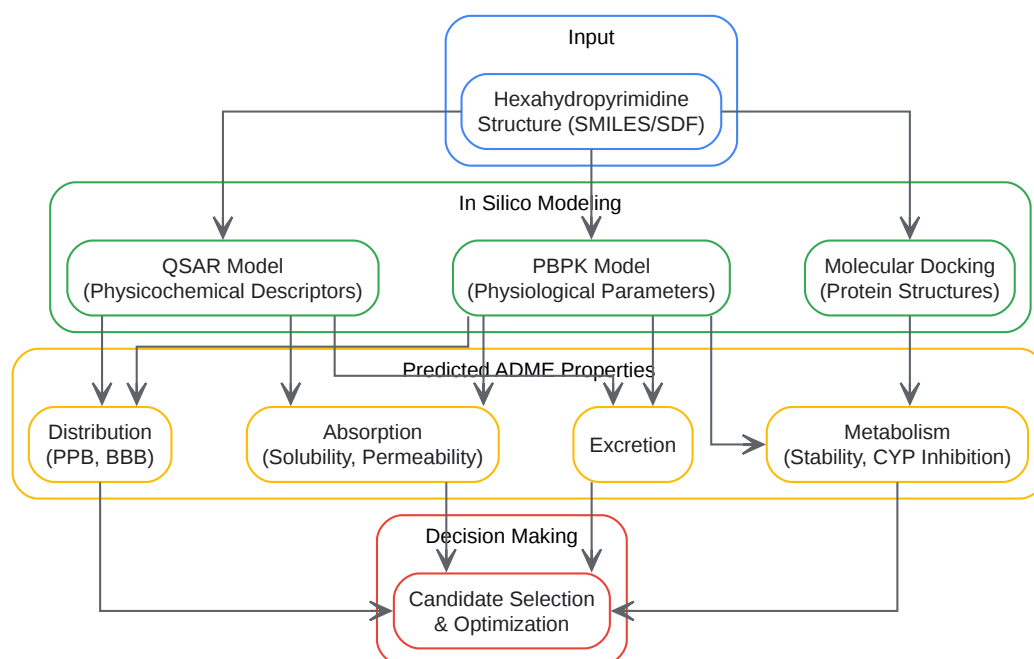 Input
Hexahydropyrimidine
Structure (SMILES/SDF)
In Silico Modeling
QSAR Model
(Physicochemical Descriptors)
PBPK Model
(Physiological Parameters)
Molecular Docking
(Protein Structures)
Predicted ADME Properties
Distribution
(PPB, BBB)
Absorption
(Solubility, Permeability)
Excretion
Metabolism
(Stability, CYP Inhibition)
Decision Making
Candidate Selection
& Optimization